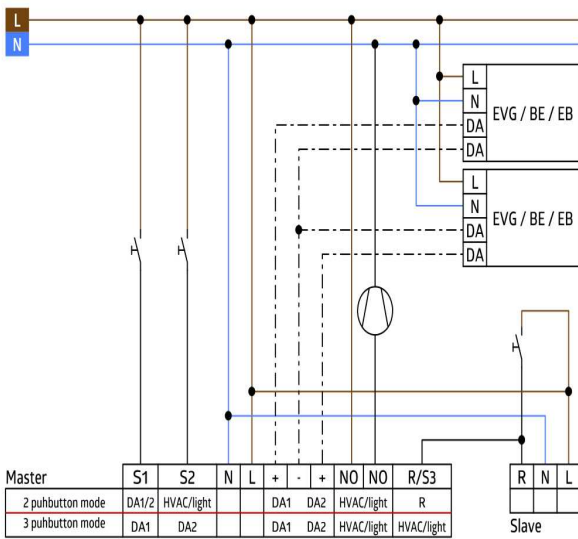 L
N
L
N
DA
DA
EVG / BE / EB
L
N
DA
DA
EVG / BE / EB
Master S1 S2 N L + - + NO NO R/S3 R N L
2 puhbutton mode DA1/2 HVAC/light DA1 DA2 HVAC/light R
3 puhbutton mode DA1 DA2 DA1 DA2 HVAC/light HVAC/light Slave